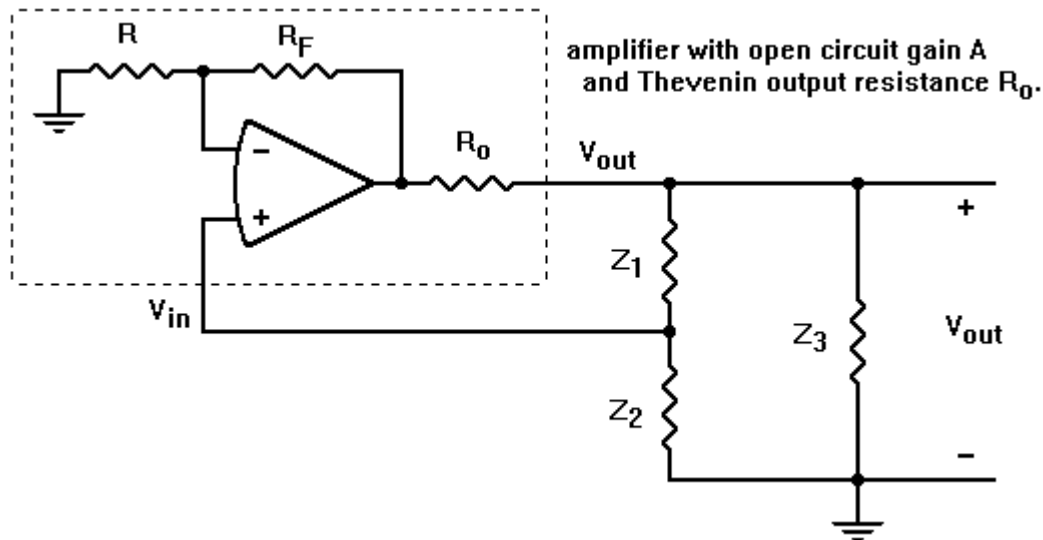 R
R_F
amplifier with open circuit gain A
and Thevenin output resistance R_o.
−
R_o
V_out
+
+
Z_1
V_in
Z_3
V_out
Z_2
−